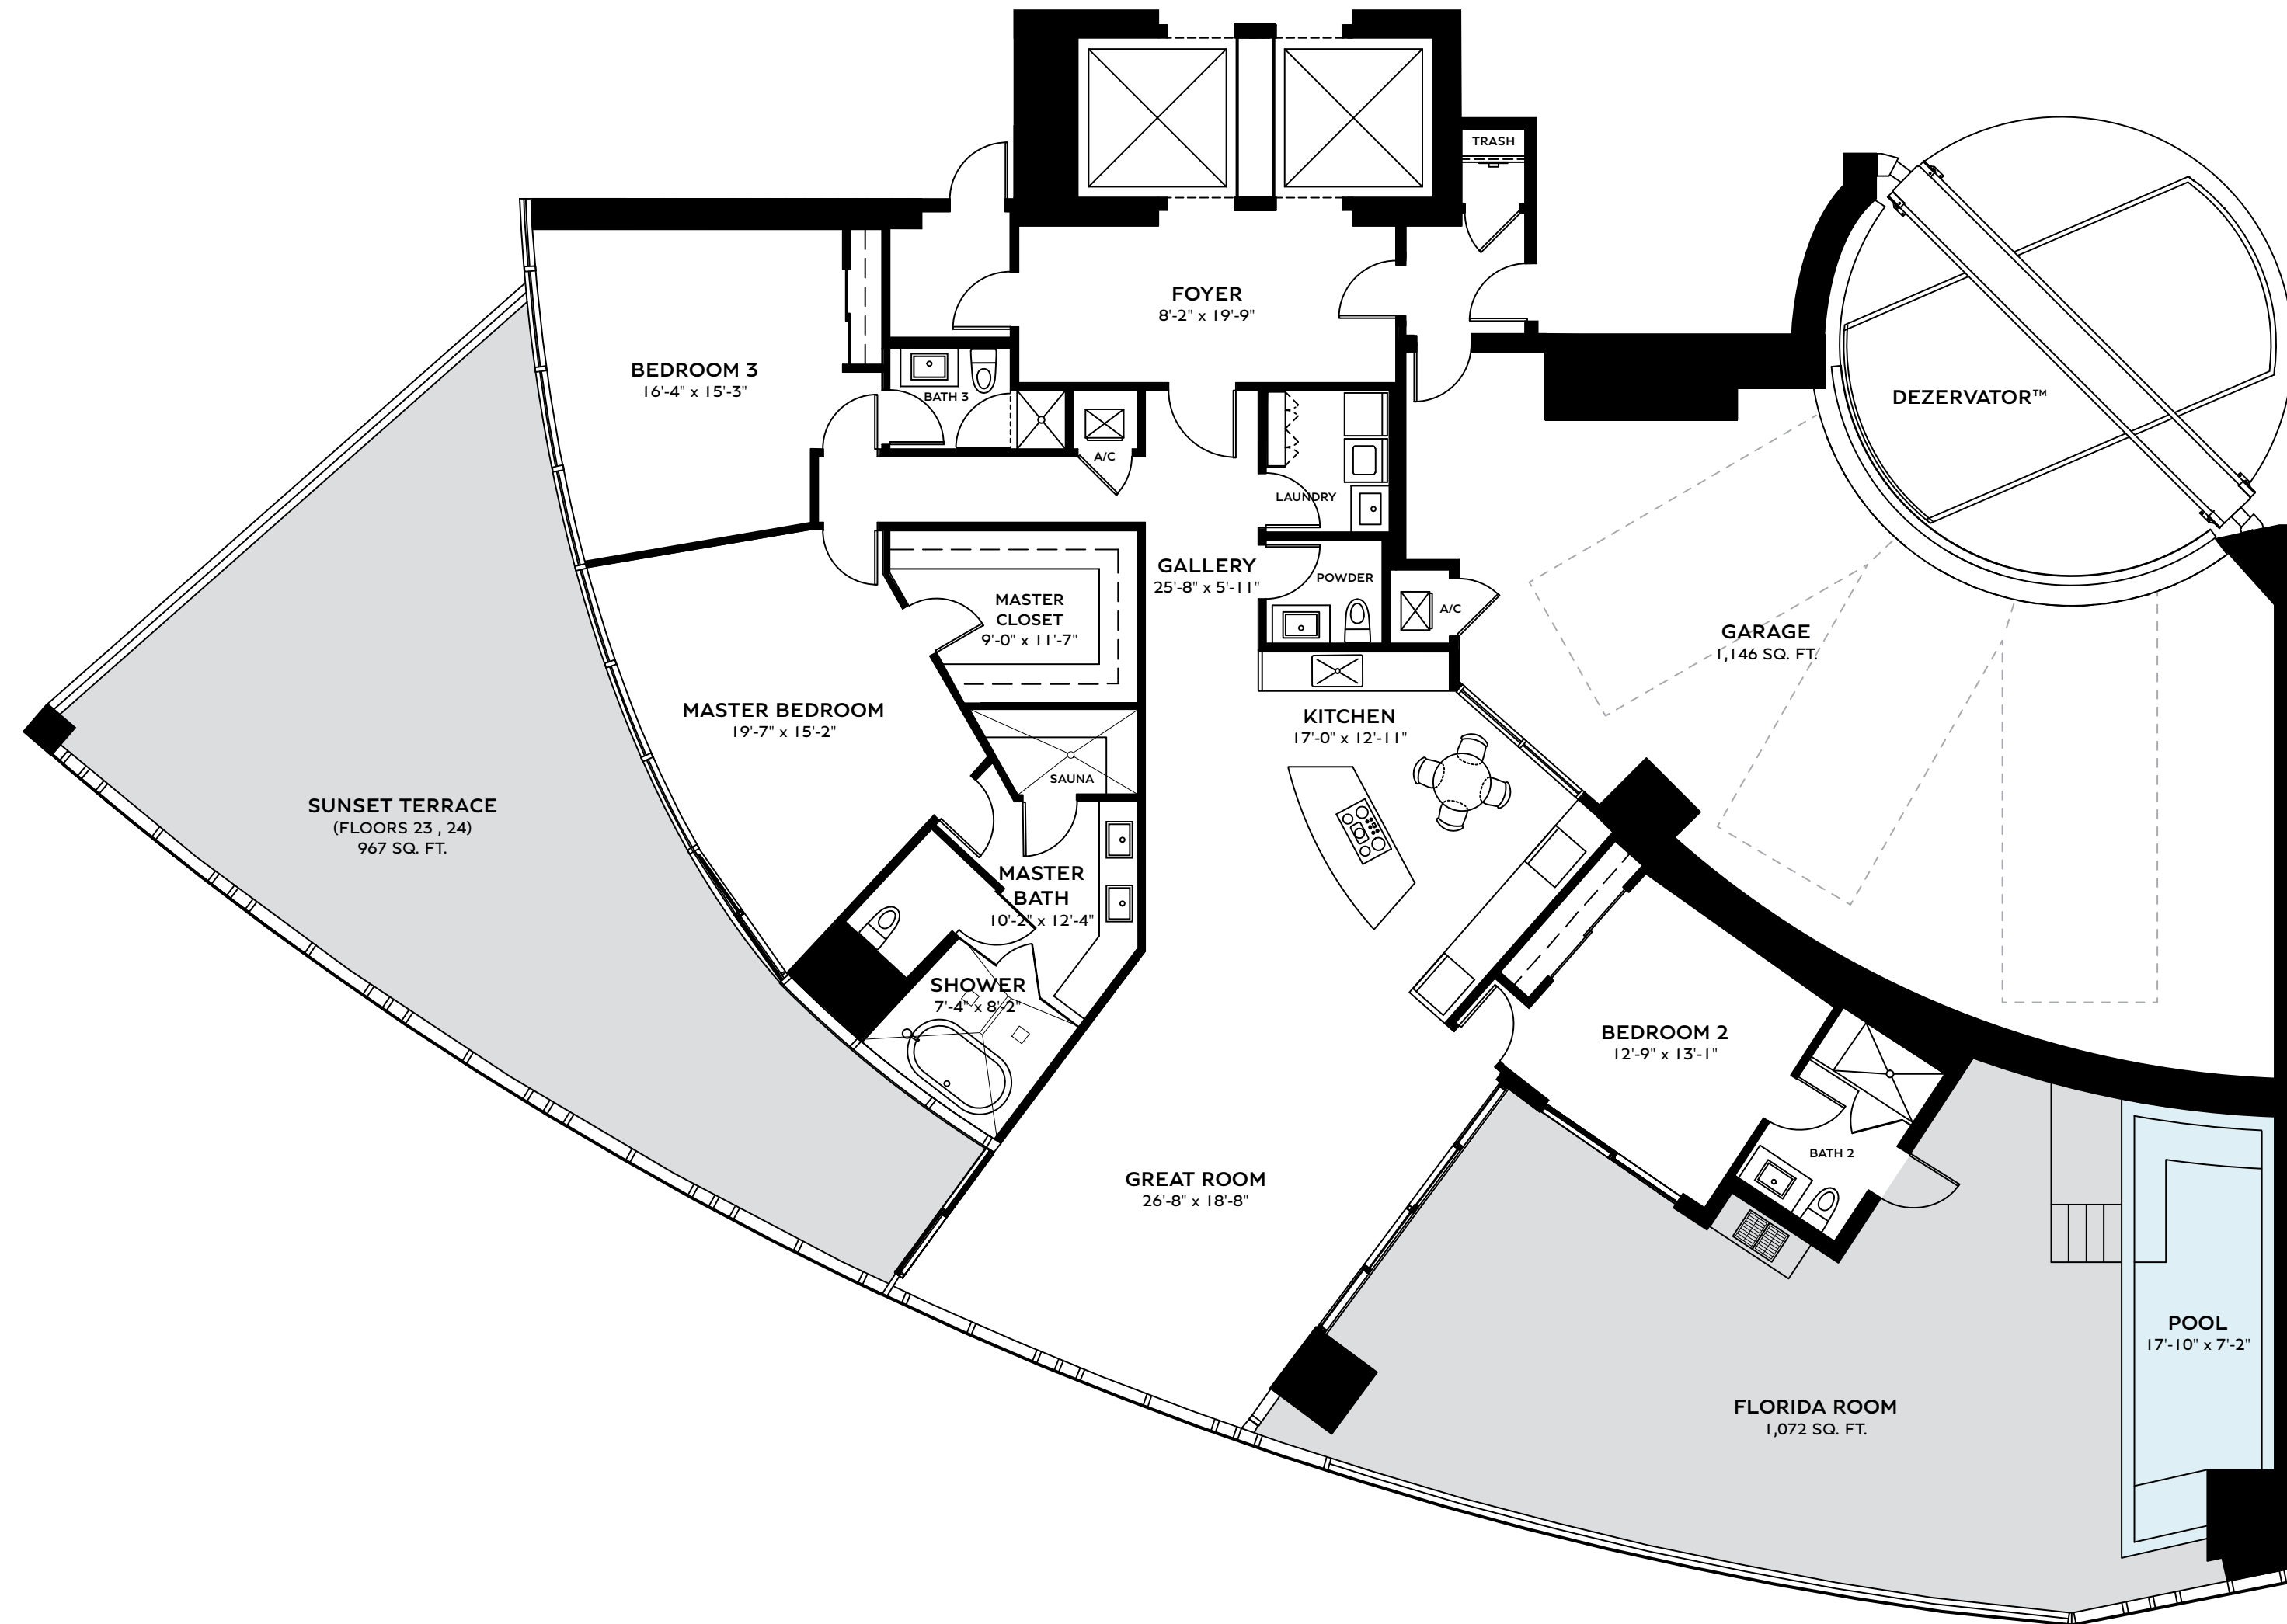 TRASH
FOYER
8'-2" x 19'-9"
BEDROOM 3
16'-4" x 15'-3"
BATH 3
DEZERVATOR™
A/C
LAUNDRY
GALLERY
25'-8" x 5'-11"
POWDER
A/C
MASTER
CLOSET
9'-0" x 11'-7"
GARAGE
1,146 SQ. FT.
MASTER BEDROOM
19'-7" x 15'-2"
KITCHEN
17'-0" x 12'-11"
SAUNA
SUNSET TERRACE
(FLOORS 23 , 24)
967 SQ. FT.
MASTER
BATH
10'-2" x 12'-4"
SHOWER
7'-4" x 8'-2"
BEDROOM 2
12'-9" x 13'-1"
BATH 2
GREAT ROOM
26'-8" x 18'-8"
POOL
17'-10" x 7'-2"
FLORIDA ROOM
1,072 SQ. FT.